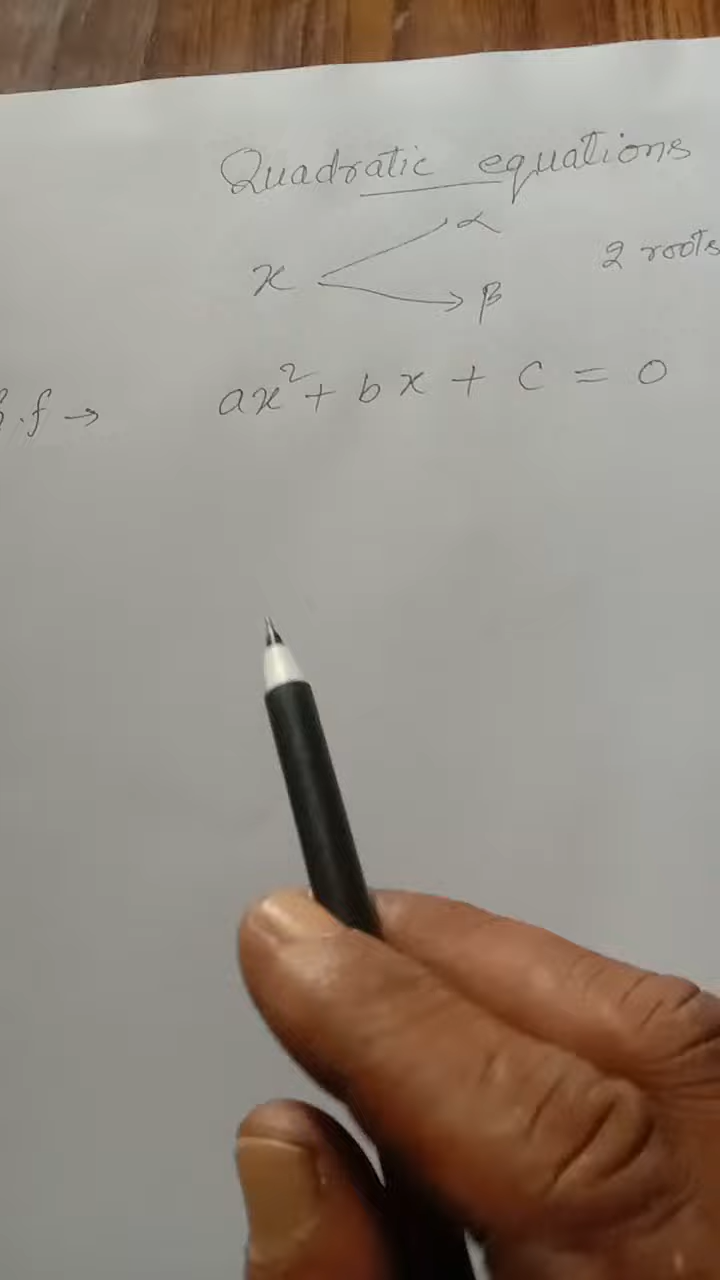 Quadratic equations
x α 2 roots
β
.f → ax² + bx + c = 0